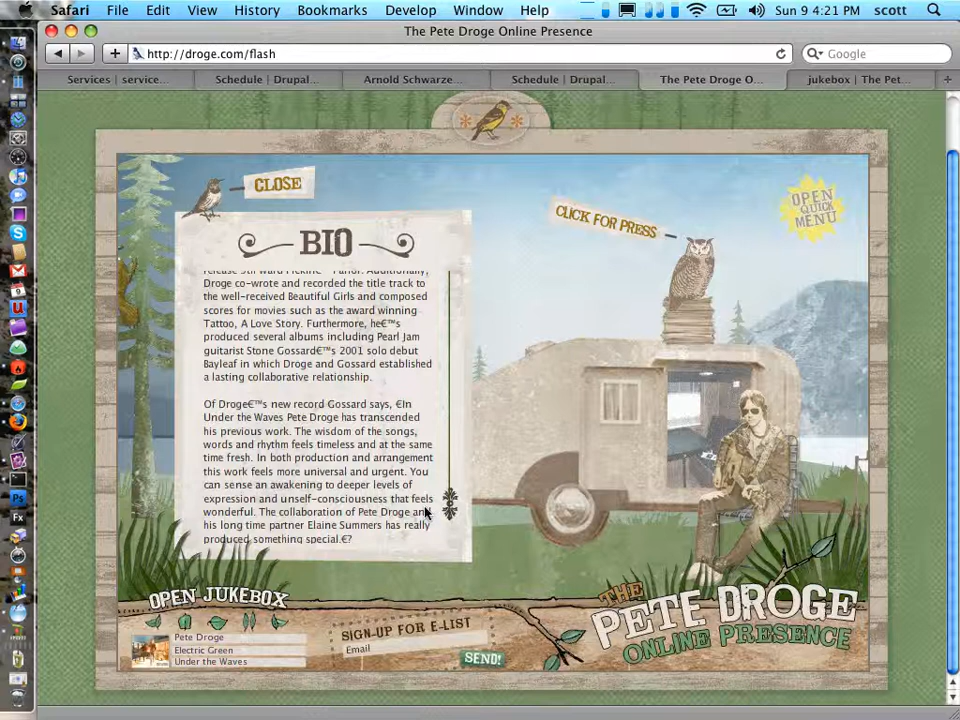 Safari File Edit View History Bookmarks Develop Window Help Sun 9 4:21 PM scott
The Pete Droge Online Presence
http://droge.com/flash
Google
Services | service...
Schedule | Drupal...
Arnold Schwarze...
Schedule | Drupal...
The Pete Droge O...
jukebox | The Pet...
CLOSE
CLICK FOR PRESS
OPEN
QUICK
MENU
BIO
Droge co-wrote and recorded the title track to
the well-received Beautiful Girls and composed
scores for movies such as the award winning
Tattoo, A Love Story. Furthermore, he€™s
produced several albums including Pearl Jam
guitarist Stone Gossard€™s 2001 solo debut
Bayleaf in which Droge and Gossard established
a lasting collaborative relationship.
Of Droge€™s new record Gossard says, €In
Under the Waves Pete Droge has transcended
his previous work. The wisdom of the songs,
words and rhythm feels timeless and at the same
time fresh. In both production and arrangement
this work feels more universal and urgent. You
can sense an awakening to deeper levels of
expression and unself-consciousness that feels
wonderful. The collaboration of Pete Droge and
his long time partner Elaine Summers has really
produced something special.€?
OPEN JUKEBOX
Pete Droge
Electric Green
Under the Waves
SIGN-UP FOR E-LIST
Email
SEND!
THE
PETE DROGE
ONLINE PRESENCE
Ps
Fx